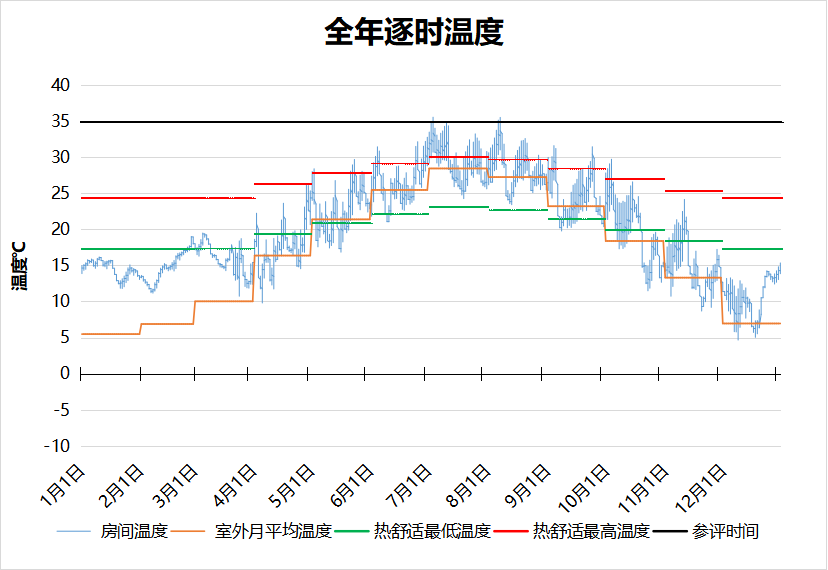 全年逐时温度
40
35
30
25
20
15
10
5
0
-5
-10
温度℃
1月1日
2月1日
3月1日
4月1日
5月1日
6月1日
7月1日
8月1日
9月1日
10月1日
11月1日
12月1日
房间温度 室外月平均温度 热舒适最低温度 热舒适最高温度 参评时间